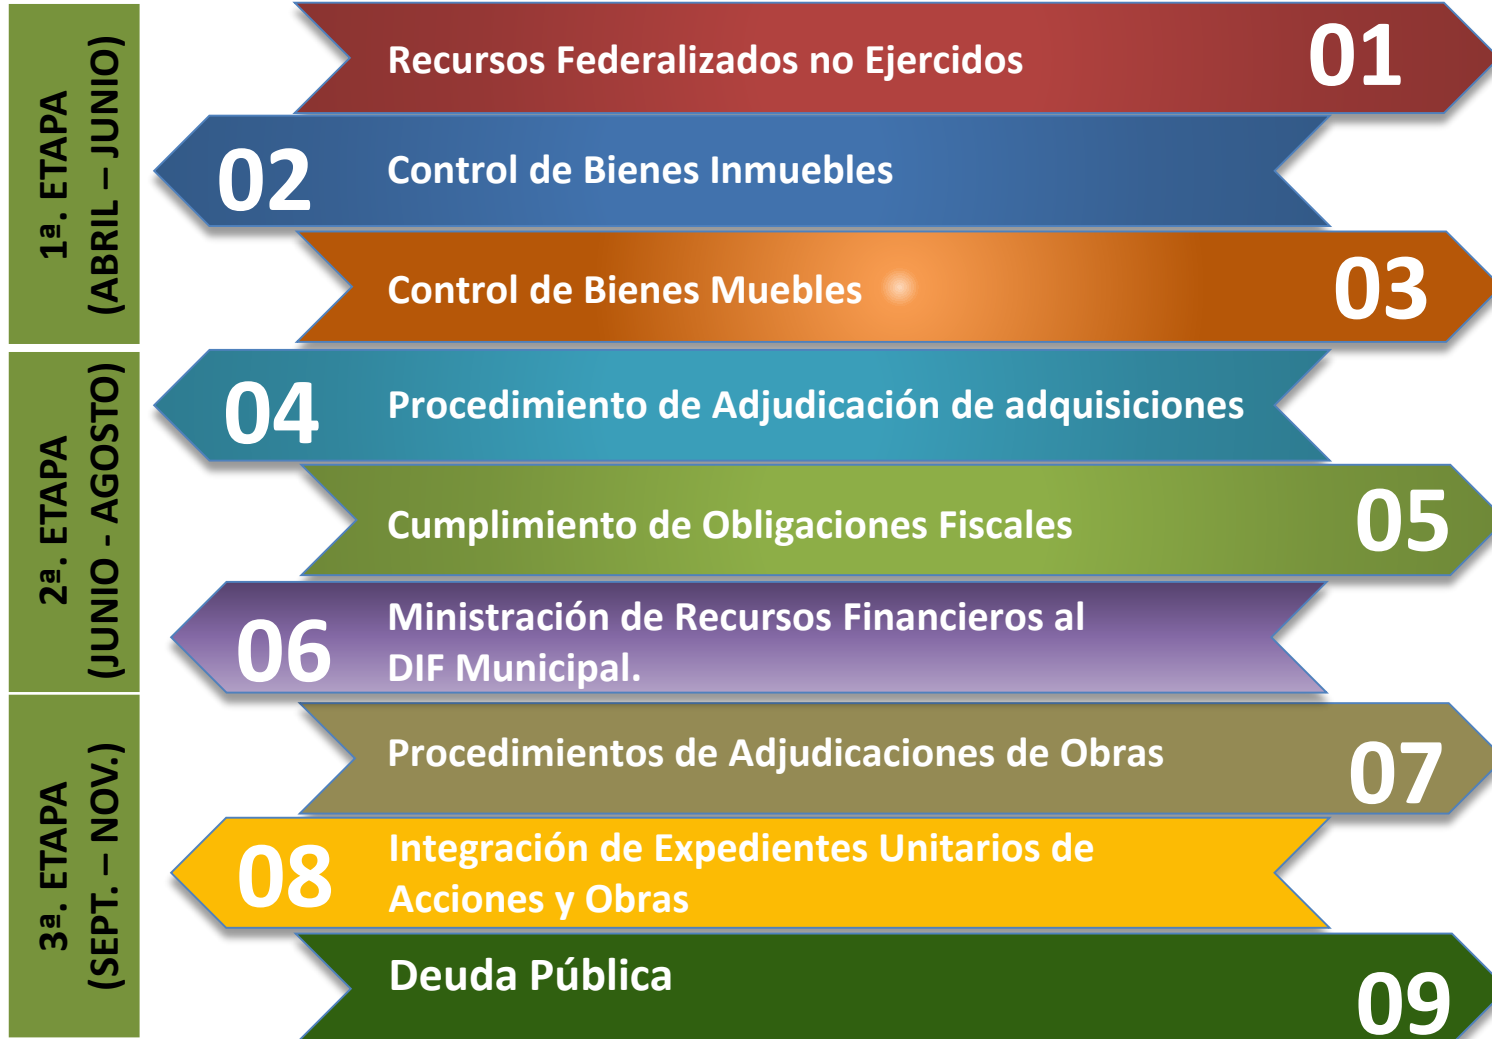 1ª. ETAPA
(ABRIL – JUNIO)
Recursos Federalizados no Ejercidos
01
02
Control de Bienes Inmuebles
Control de Bienes Muebles
03
2ª. ETAPA
(JUNIO - AGOSTO)
04
Procedimiento de Adjudicación de adquisiciones
Cumplimiento de Obligaciones Fiscales
05
06
Ministración de Recursos Financieros al
DIF Municipal.
3ª. ETAPA
(SEPT. – NOV.)
Procedimientos de Adjudicaciones de Obras
07
08
Integración de Expedientes Unitarios de
Acciones y Obras
Deuda Pública
09